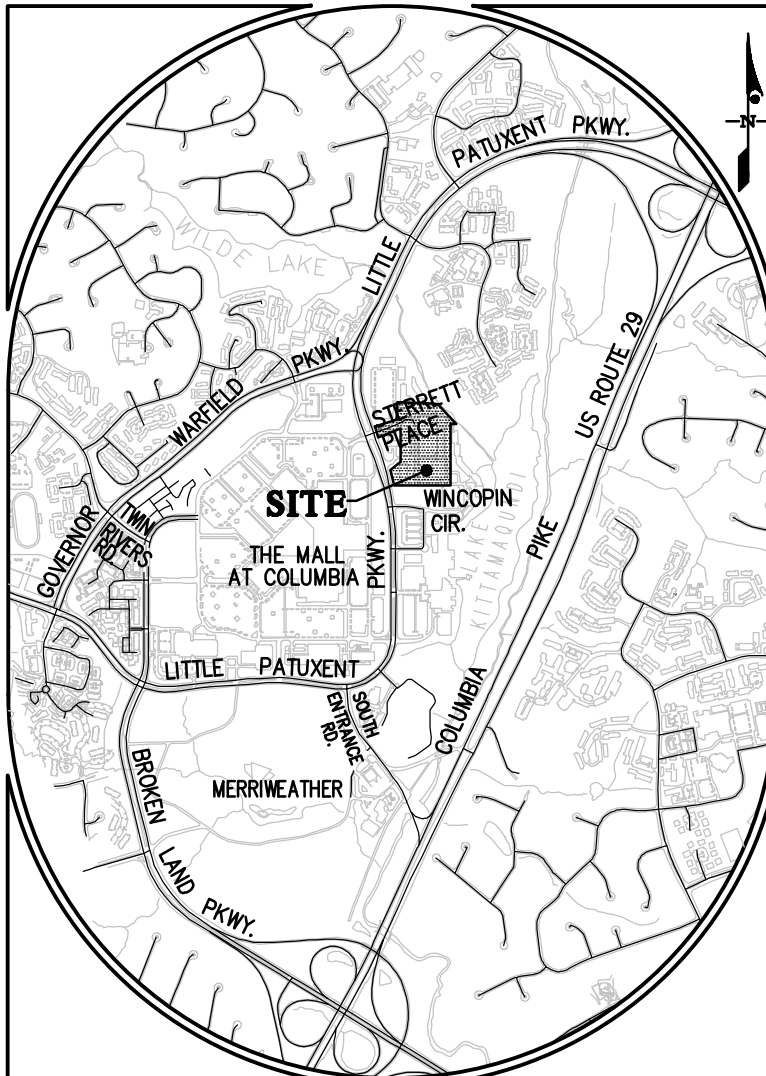 PATUXENT PKWY.
N
WILDE LAKE
LITTLE
PKWY.
WARFIELD
GOVERNOR
US ROUTE 29
STERRETT
PLACE
SITE
WINCOPIN
CIR.
TWIN
RIVERS
RD.
THE MALL
AT COLUMBIA
PKWY.
LAKE
KITTAMAQUNDI
PIKE
COLUMBIA
LITTLE PATUXENT
SOUTH
ENTRANCE
RD.
MERRIWEATHER
BROKEN
LAND
PKWY.